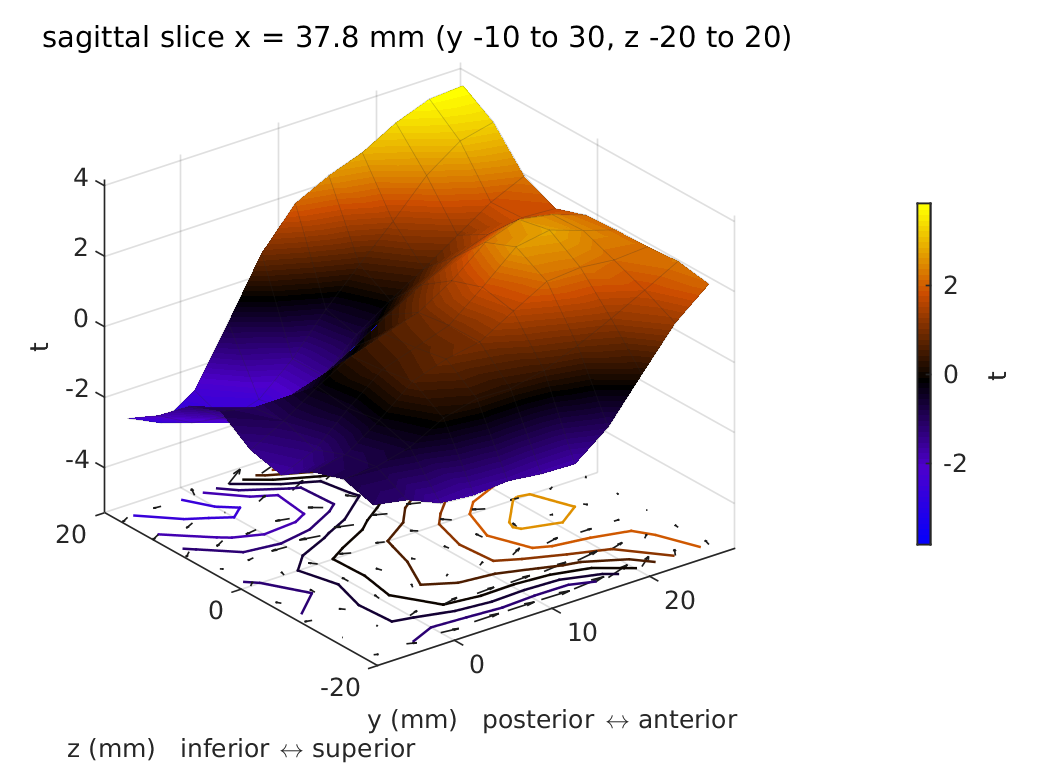 sagittal slice x = 37.8 mm (y -10 to 30, z -20 to 20)
4
2
0
-2
-4
t
20
0
-20
0
10
20
y (mm)   posterior ↔ anterior
z (mm)   inferior ↔ superior
2
0
-2
t